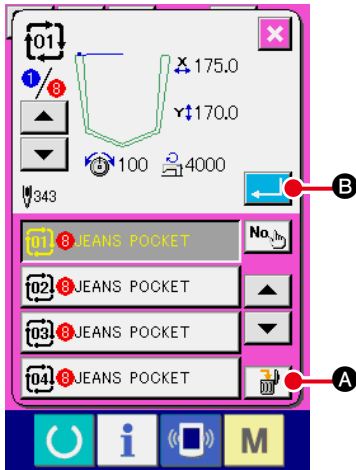 01
X 175.0
1/8
Y 170.0
100 4000
343
B
01 8 JEANS POCKET No.
02 8 JEANS POCKET
03 8 JEANS POCKET
04 8 JEANS POCKET
A
i M